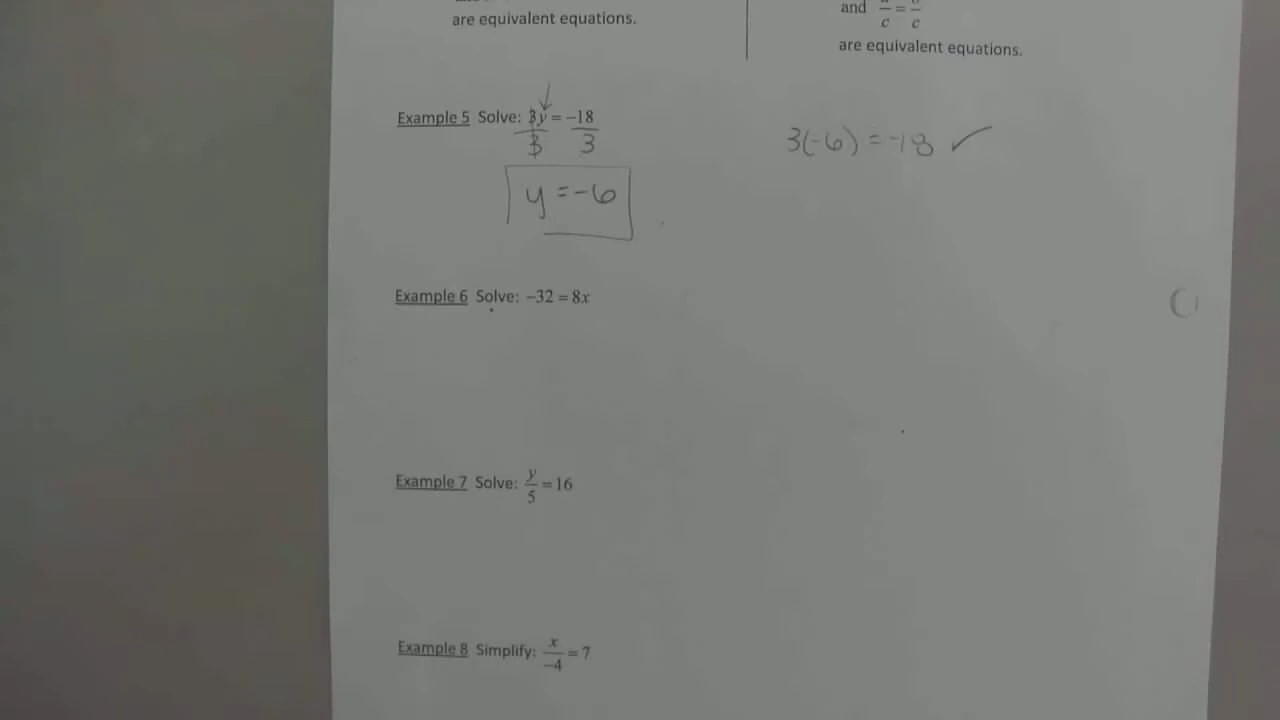 are equivalent equations.
and a/c = b/c
are equivalent equations.
Example 5 Solve: 3y = -18
3 3
3(-6) = -18 ✓
y = -6
Example 6 Solve: -32 = 8x
Example 7 Solve: y/5 = 16
Example 8 Simplify: x/-4 = 7